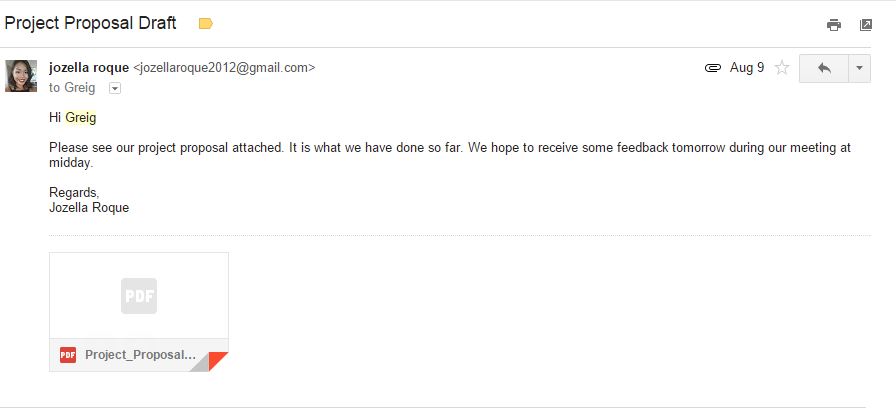 Project Proposal Draft
jozella roque <jozellaroque2012@gmail.com>
Aug 9
to Greig
Hi Greig
Please see our project proposal attached. It is what we have done so far. We hope to receive some feedback tomorrow during our meeting at
midday.
Regards,
Jozella Roque
PDF
PDF Project_Proposal...